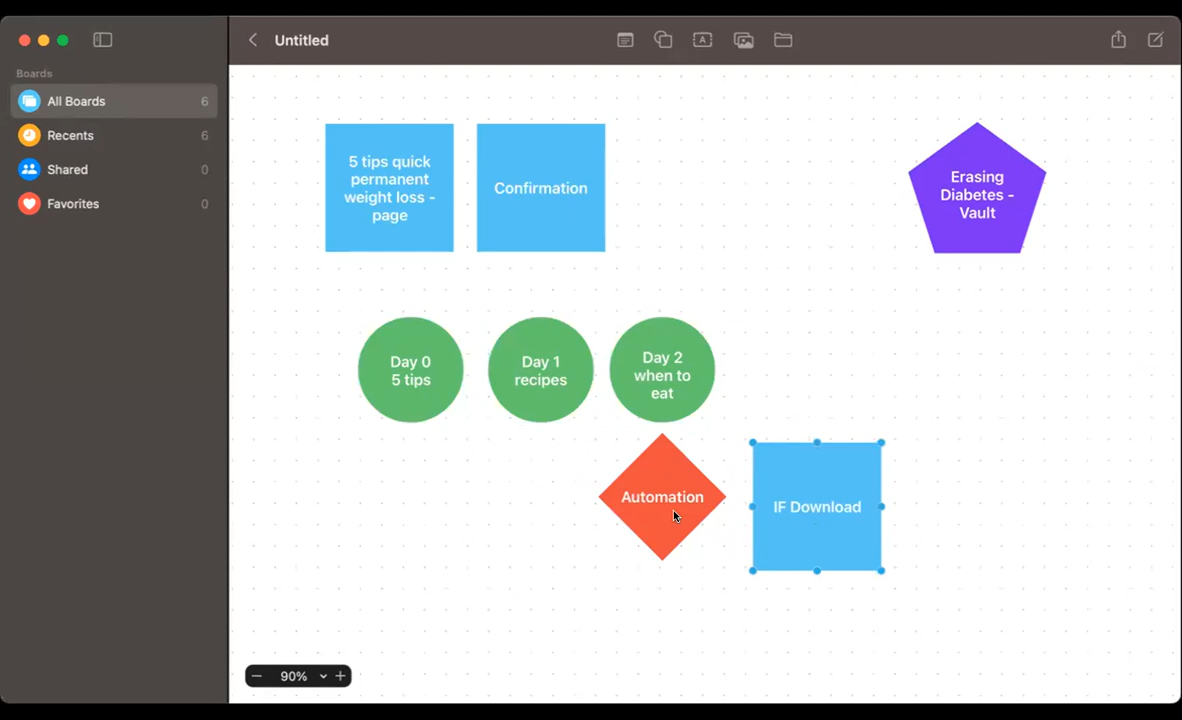 Untitled
Boards
All Boards 6
Recents 6
Shared 0
Favorites 0
5 tips quick
permanent
weight loss -
page
Confirmation
Erasing
Diabetes -
Vault
Day 0
5 tips
Day 1
recipes
Day 2
when to
eat
Automation
IF Download
90%